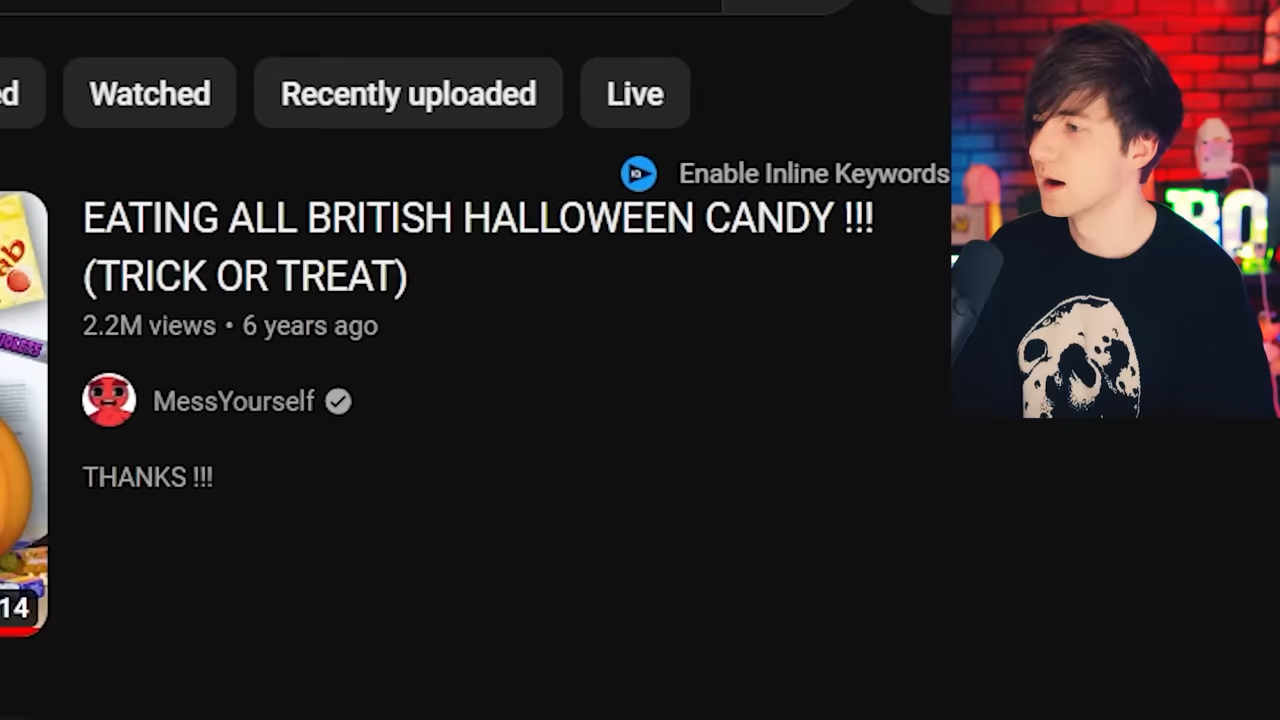 ed
Watched
Recently uploaded
Live
Enable Inline Keywords
EATING ALL BRITISH HALLOWEEN CANDY !!!
(TRICK OR TREAT)
2.2M views • 6 years ago
MessYourself
THANKS !!!
14